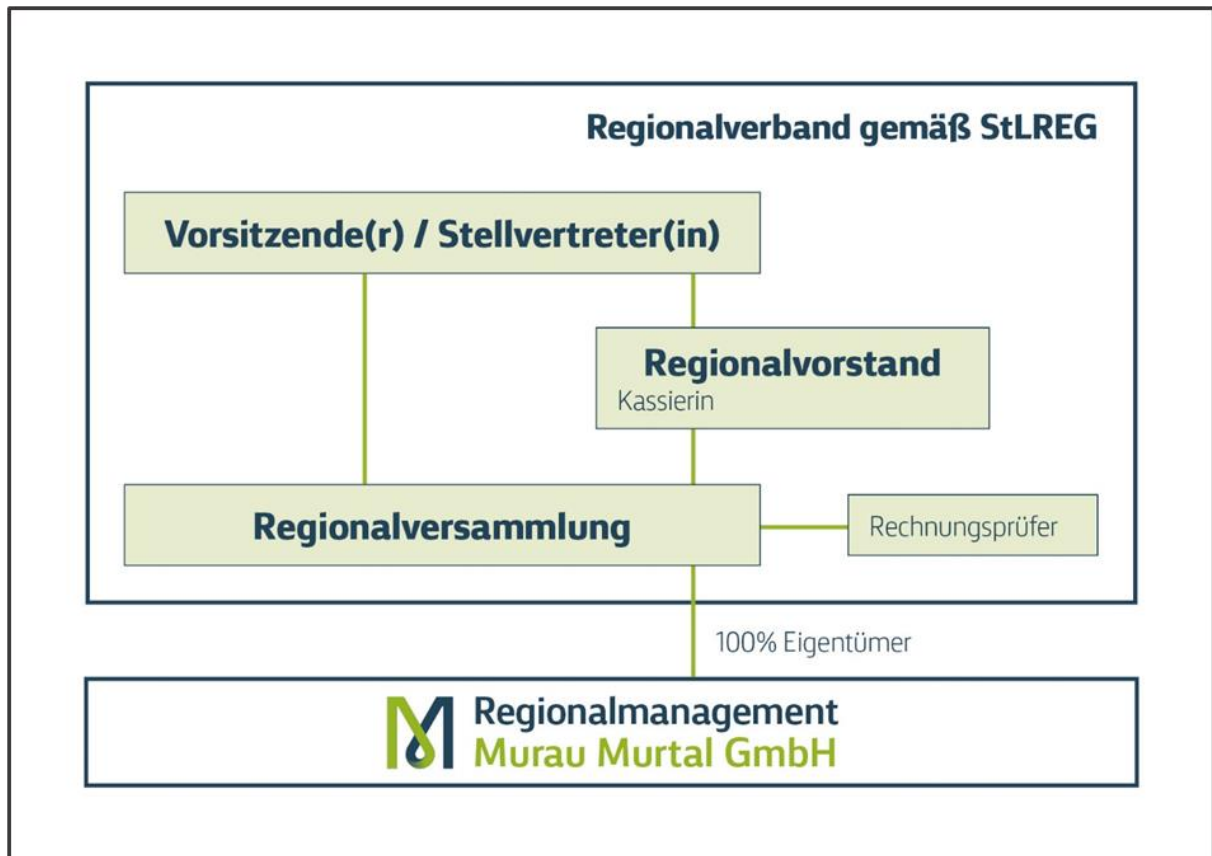 Regionalverband gemäß StLREG
Vorsitzende(r) / Stellvertreter(in)
Regionalvorstand
Kassierin
Regionalversammlung
Rechnungsprüfer
100% Eigentümer
Regionalmanagement
Murau Murtal GmbH